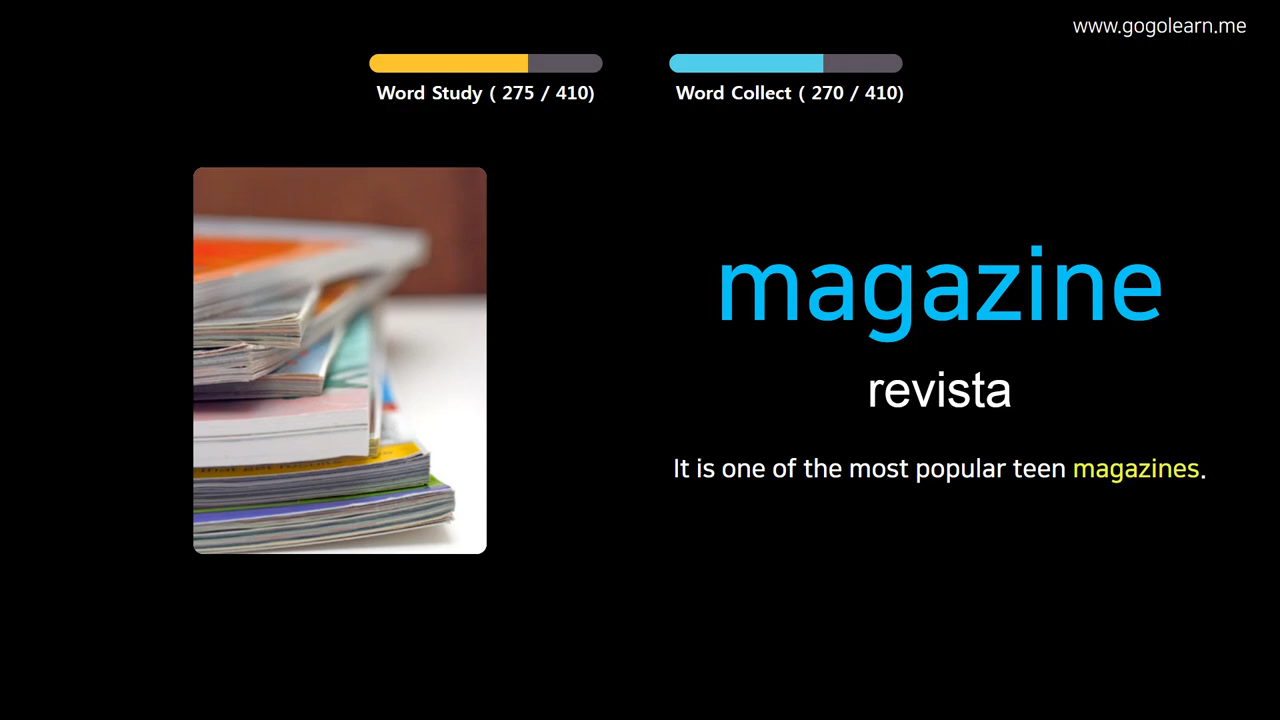 www.gogolearn.me
Word Study ( 275 / 410)
Word Collect ( 270 / 410)
magazine
revista
It is one of the most popular teen magazines.